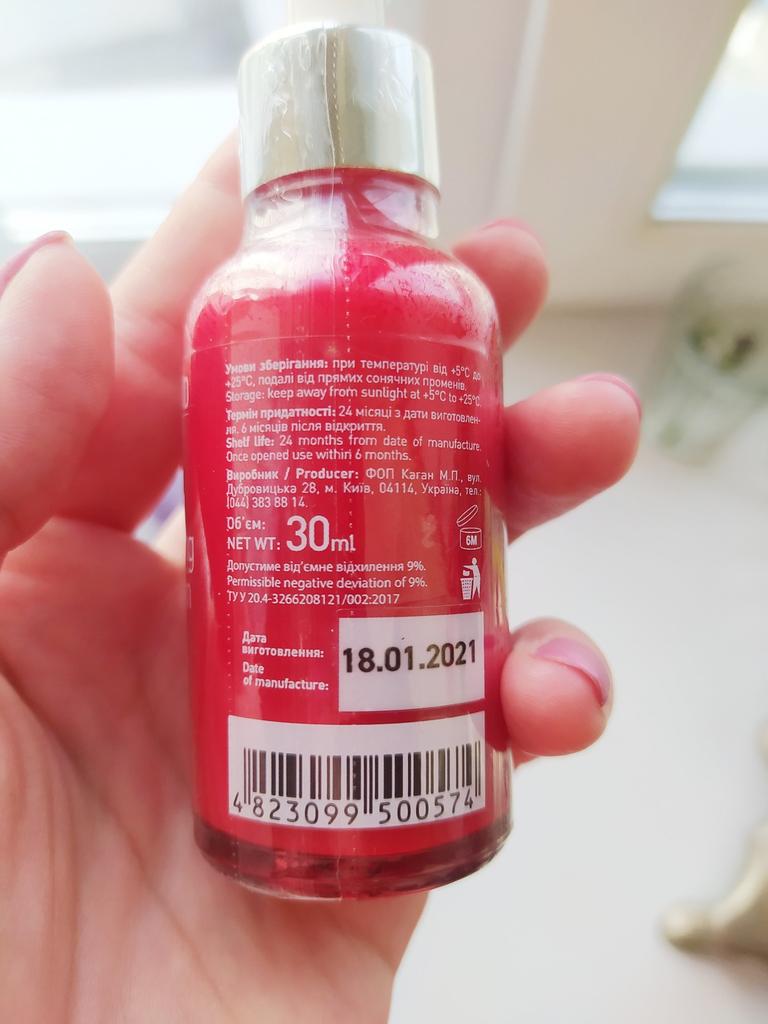 Умови зберігання: при температурі від +5°C до
+25°C, подалі від прямих сонячних променів.
Storage: keep away from sunlight at +5°C to +25°C.
Термін придатності: 24 місяці з дати виготовлен-
ня. 6 місяців після відкриття.
Shelf life: 24 months from date of manufacture.
Once opened use within 6 months.
Виробник / Producer: ФОП Каган М.П., вул.
Дубровицька 28, м. Київ, 04114, Україна, тел.:
(044) 383 88 14.
Об'єм:
NET WT: 30ml
6M
Допустиме від'ємне відхилення 9%.
Permissible negative deviation of 9%.
ТУ У 20.4-3266208121/002:2017
Дата
виготовлення:
Date
of manufacture:
18.01.2021
4 823099 500574